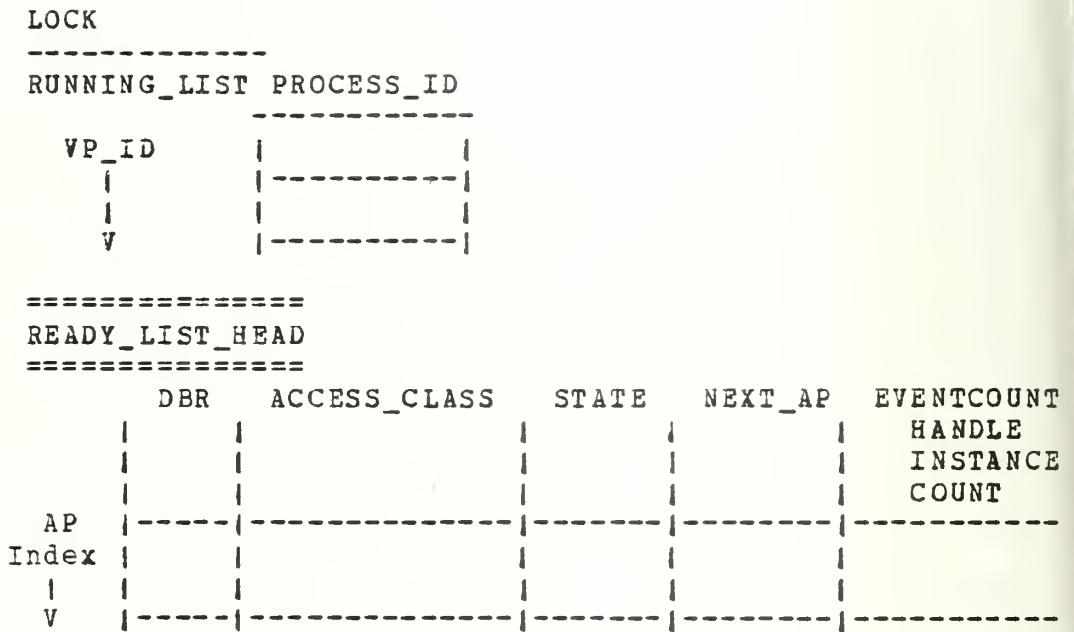 LOCK
RUNNING_LIST PROCESS_ID
VP_ID
V
READY_LIST_HEAD
DBR ACCESS_CLASS STATE NEXT_AP EVENTCOUNT
HANDLE
INSTANCE
COUNT
AP
Index
V